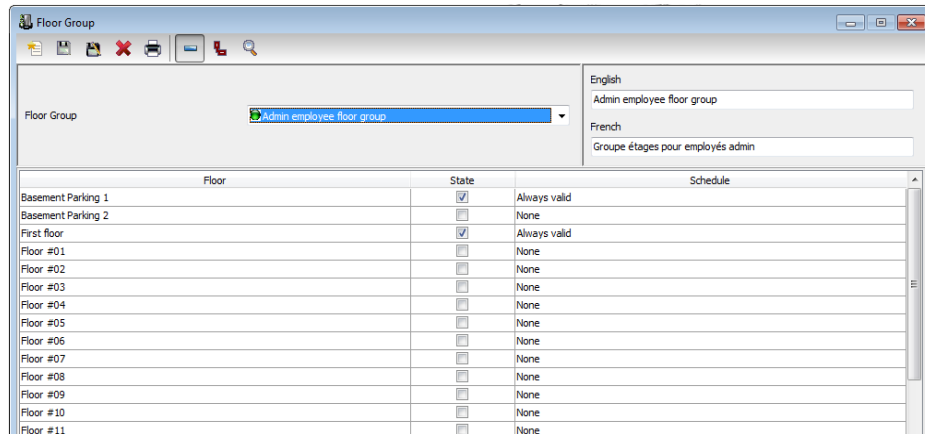 Floor Group
English
Admin employee floor group
Floor Group Admin employee floor group
French
Groupe étages pour employés admin
Floor State Schedule
Basement Parking 1 Always valid
Basement Parking 2 None
First floor Always valid
Floor #01 None
Floor #02 None
Floor #03 None
Floor #04 None
Floor #05 None
Floor #06 None
Floor #07 None
Floor #08 None
Floor #09 None
Floor #10 None
Floor #11 None